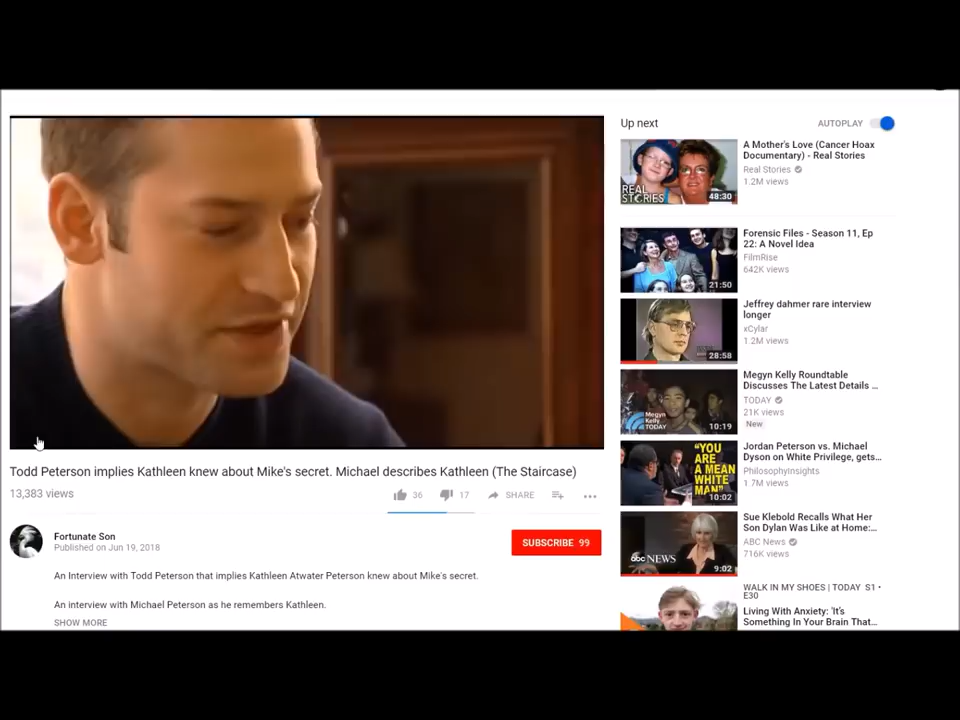 Up next
AUTOPLAY
A Mother's Love (Cancer Hoax
Documentary) - Real Stories
Real Stories
1.2M views
REAL
STORIES
48:30
Forensic Files - Season 11, Ep
22: A Novel Idea
FilmRise
642K views
21:50
Jeffrey dahmer rare interview
longer
xCylar
1.2M views
28:58
Megyn Kelly Roundtable
Discusses The Latest Details ...
TODAY
21K views
New
Megyn
Kelly
TODAY
10:19
Jordan Peterson vs. Michael
Dyson on White Privilege, gets...
PhilosophyInsights
1 7M views
"YOU
ARE A
MEAN
WHITE
MAN"
10:02
Sue Klebold Recalls What Her
Son Dylan Was Like at Home:...
ABC News
716K views
abc NEWS
9:02
WALK IN MY SHOES | TODAY S1 •
E30
Living With Anxiety: 'It's
Something In Your Brain That...
Todd Peterson implies Kathleen knew about Mike's secret. Michael describes Kathleen (The Staircase)
13,383 views
36
17
SHARE
Fortunate Son
Published on Jun 19, 2018
SUBSCRIBE 99
An Interview with Todd Peterson that implies Kathleen Atwater Peterson knew about Mike's secret.
An interview with Michael Peterson as he remembers Kathleen.
SHOW MORE